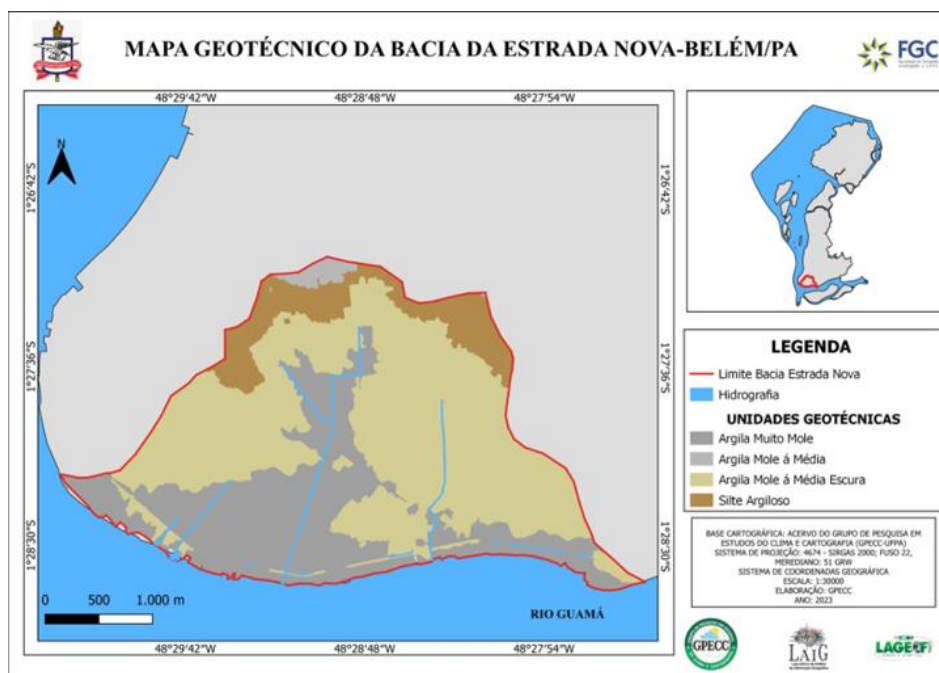 MAPA GEOTÉCNICO DA BACIA DA ESTRADA NOVA-BELÉM/PA
FGC
48°29'42"W
48°28'48"W
47°27'54"W
1°26'42"S
1°26'42"S
N
1°27'36"S
1°27'36"S
1°28'30"S
1°28'30"S
0 500 1.000 m
RIO GUAMÁ
48°29'42"W
48°28'48"W
48°27'54"W
LEGENDA
Limite Bacia Estrada Nova
Hidrografia
UNIDADES GEOTÉCNICAS
Argila Muito Mole
Argila Mole á Média
Argila Mole á Média Escura
Silte Argiloso
BASE CARTOGRÁFICA: ACERVO DO GRUPO DE PESQUISA EM
ESTUDOS DO CLIMA E CARTOGRAFIA (GPECC-UFPA)
SISTEMA DE PROJEÇÃO: 4674 - SIRGAS 2000; FUSO 22,
MEREDIANO: 51 GRW
SISTEMA DE COORDENADAS GEOGRÁFICA
ESCALA: 1:30000
ELABORAÇÃO: GPECC
ANO: 2023
GPECC
LAIG